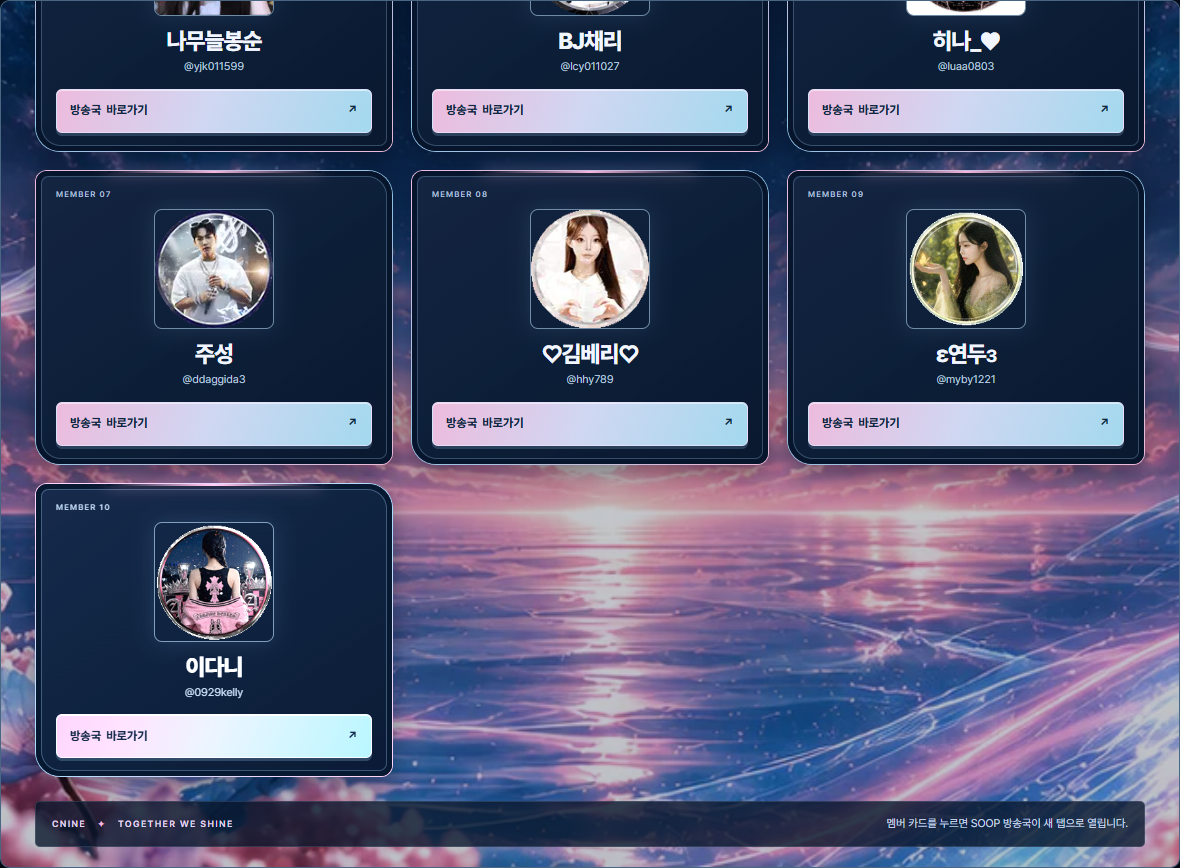 나무늘봉순
@yjk011599
방송국 바로가기
BJ채리
@lcy011027
방송국 바로가기
히나_♥
@luaa0803
방송국 바로가기
MEMBER 07
주성
@ddaggida3
방송국 바로가기
MEMBER 08
♡김베리♡
@hhy789
방송국 바로가기
MEMBER 09
ε연두з
@myby1221
방송국 바로가기
MEMBER 10
이다니
@0929kelly
방송국 바로가기
CNINE ✦ TOGETHER WE SHINE
멤버 카드를 누르면 SOOP 방송국이 새 탭으로 열립니다.